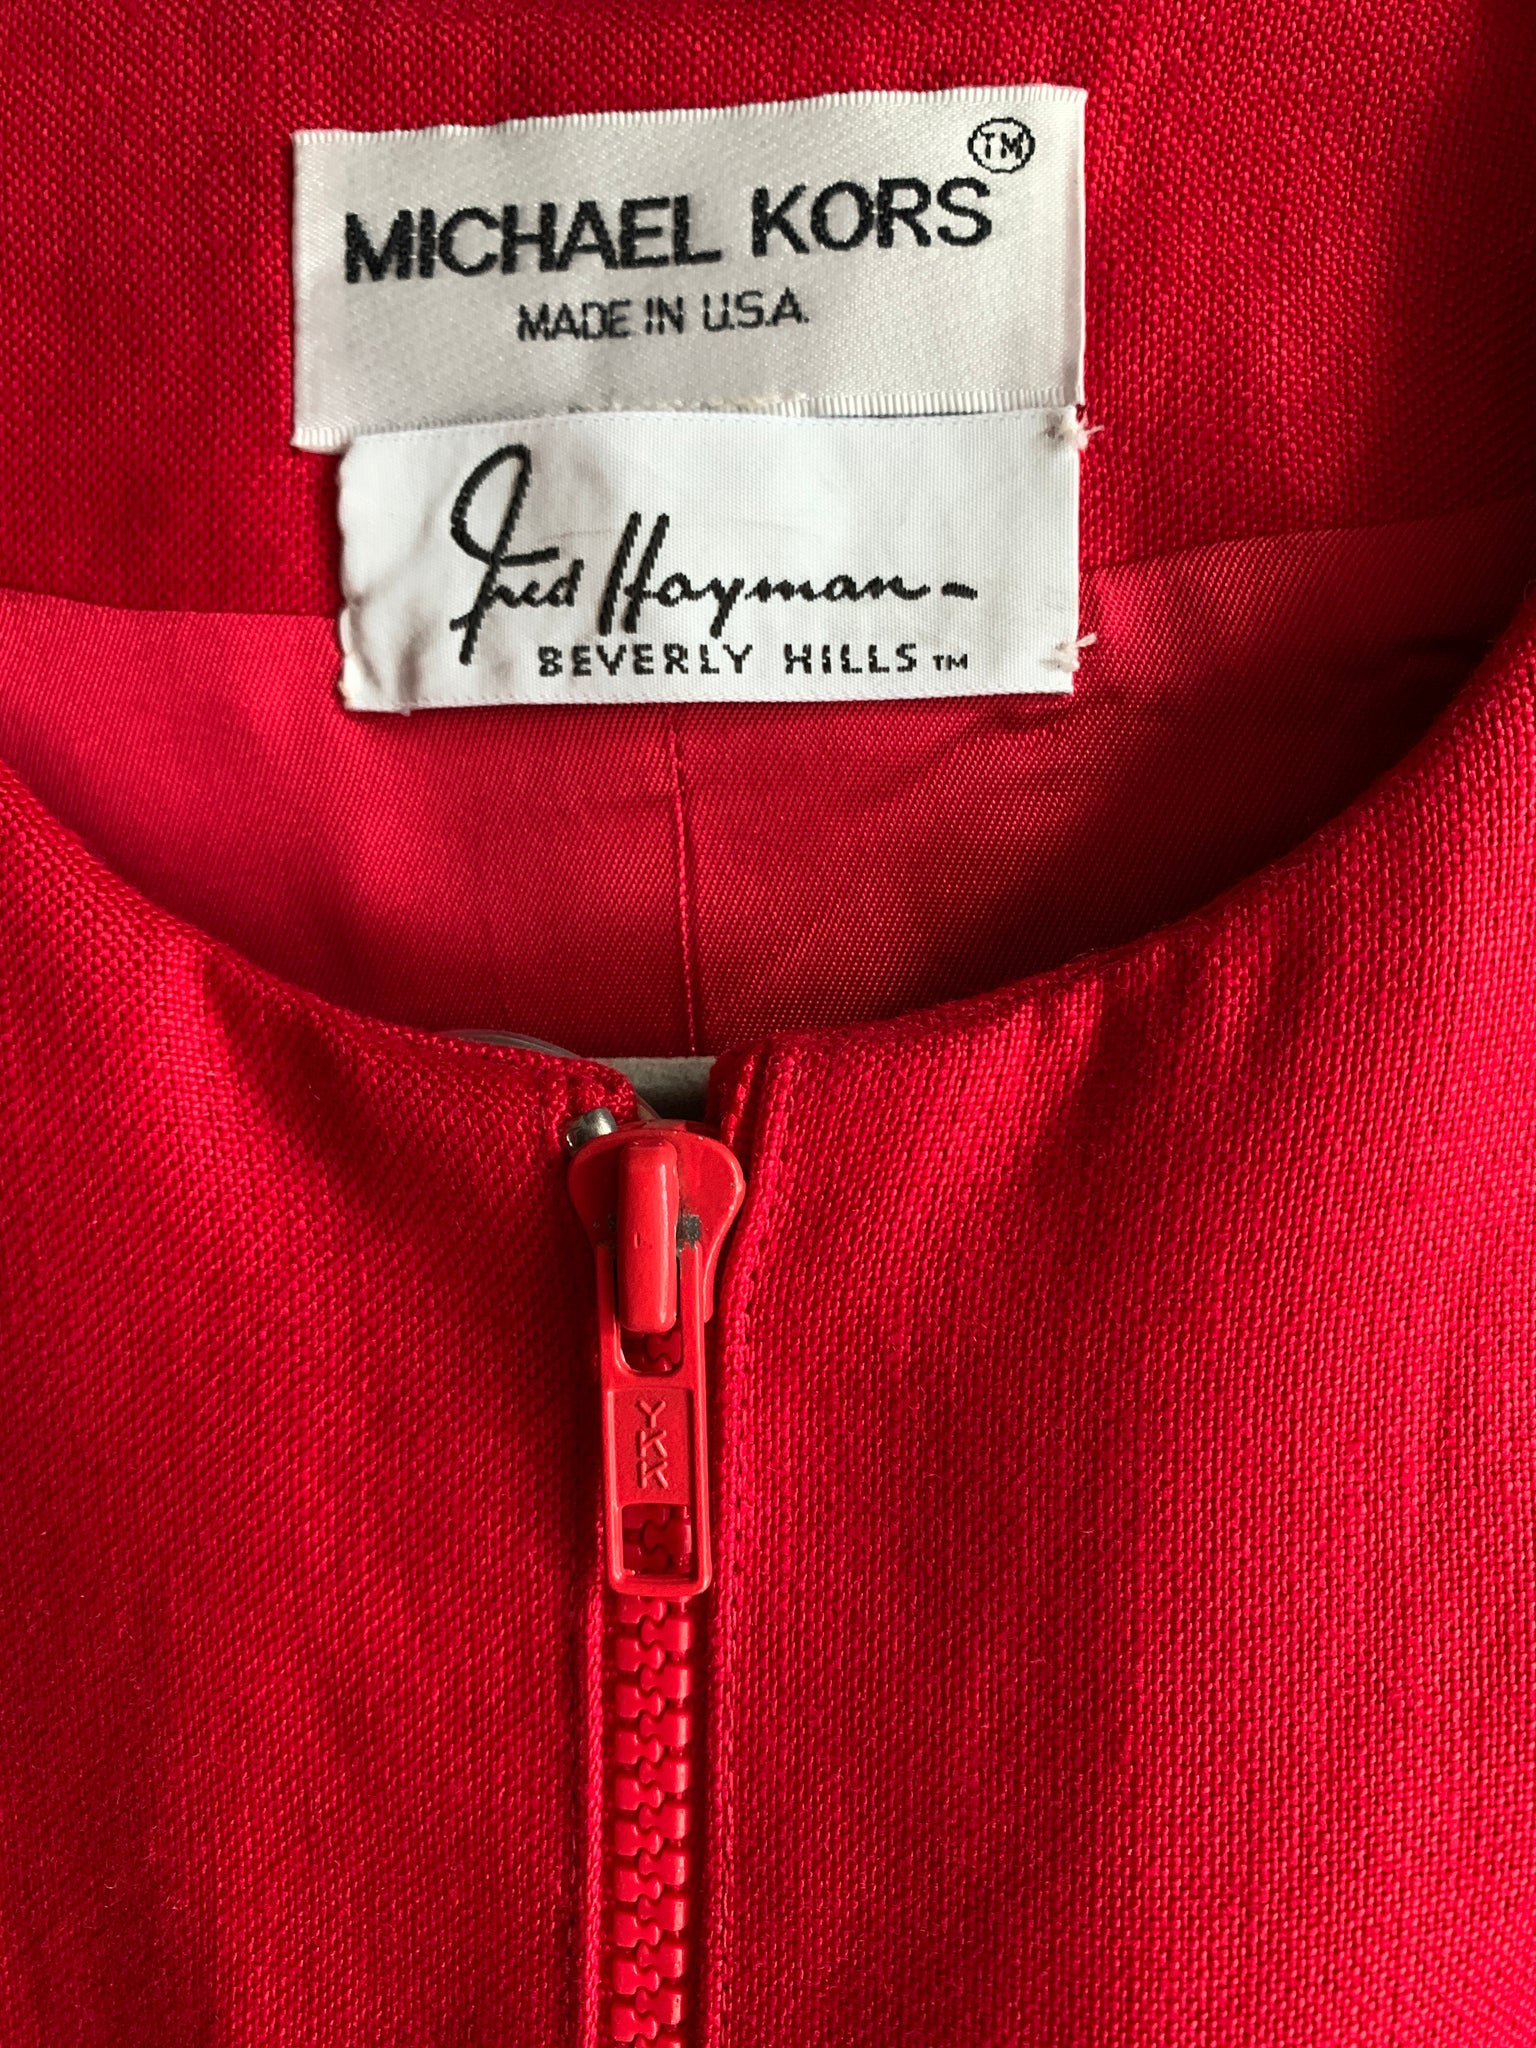 MICHAEL KORS TM
MADE IN U.S.A.
Fred Hayman
BEVERLY HILLS TM
YKK